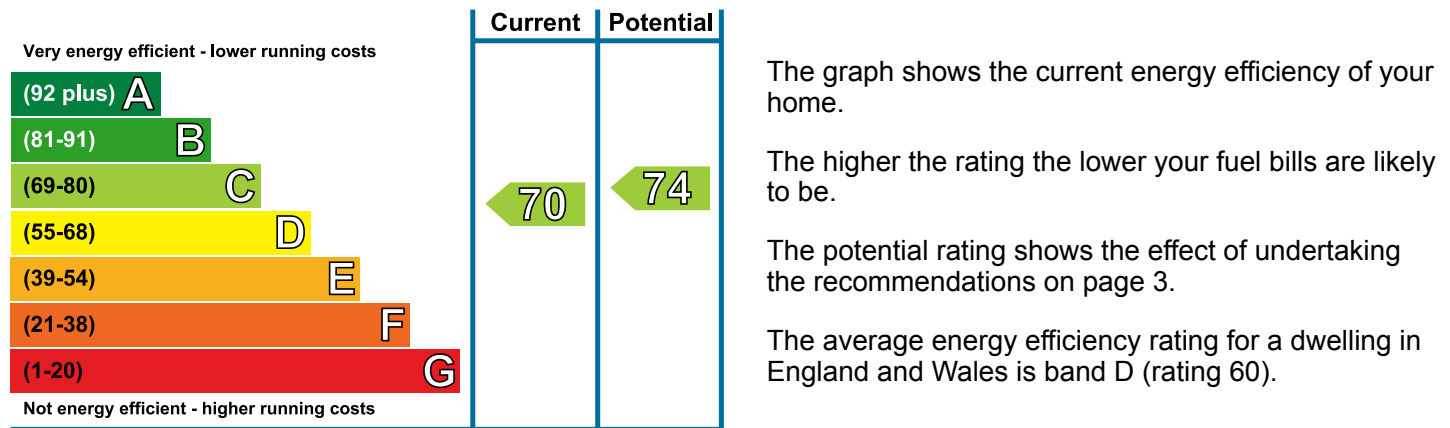 Current Potential
Very energy efficient - lower running costs
(92 plus) A
(81-91) B
(69-80) C
(55-68) D
(39-54) E
(21-38) F
(1-20) G
Not energy efficient - higher running costs
70
74
The graph shows the current energy efficiency of your
home.
The higher the rating the lower your fuel bills are likely
to be.
The potential rating shows the effect of undertaking
the recommendations on page 3.
The average energy efficiency rating for a dwelling in
England and Wales is band D (rating 60).